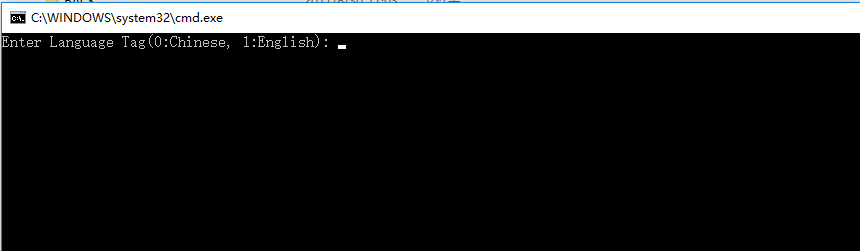 C:\WINDOWS\system32\cmd.exe
Enter Language Tag(0:Chinese, 1:English):